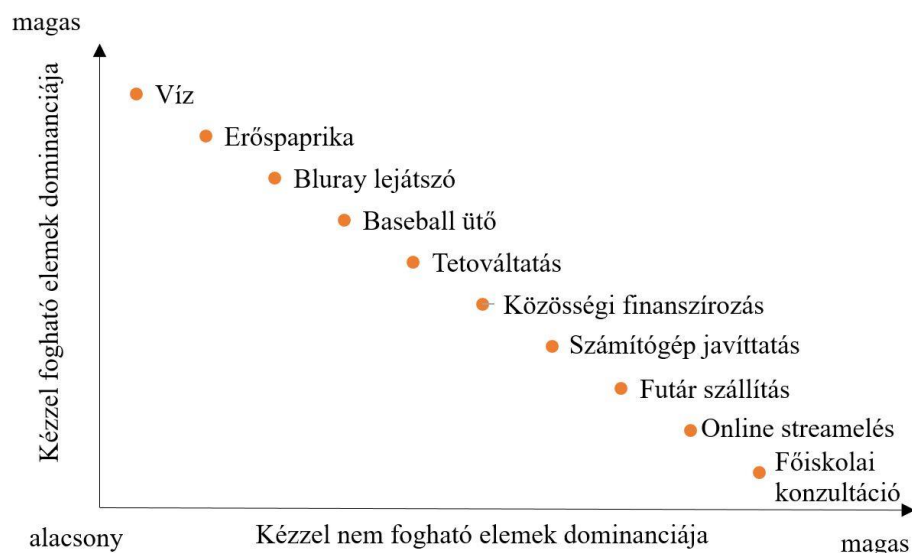 magas
Kézzel fogható elemek dominanciája
Víz
Erőspaprika
Bluray lejátszó
Baseball ütő
Tetováltatás
Közösségi finanszírozás
Számítógép javíttatás
Futár szállítás
Online streamelés
Főiskolai
konzultáció
alacsony
Kézzel nem fogható elemek dominanciája
magas